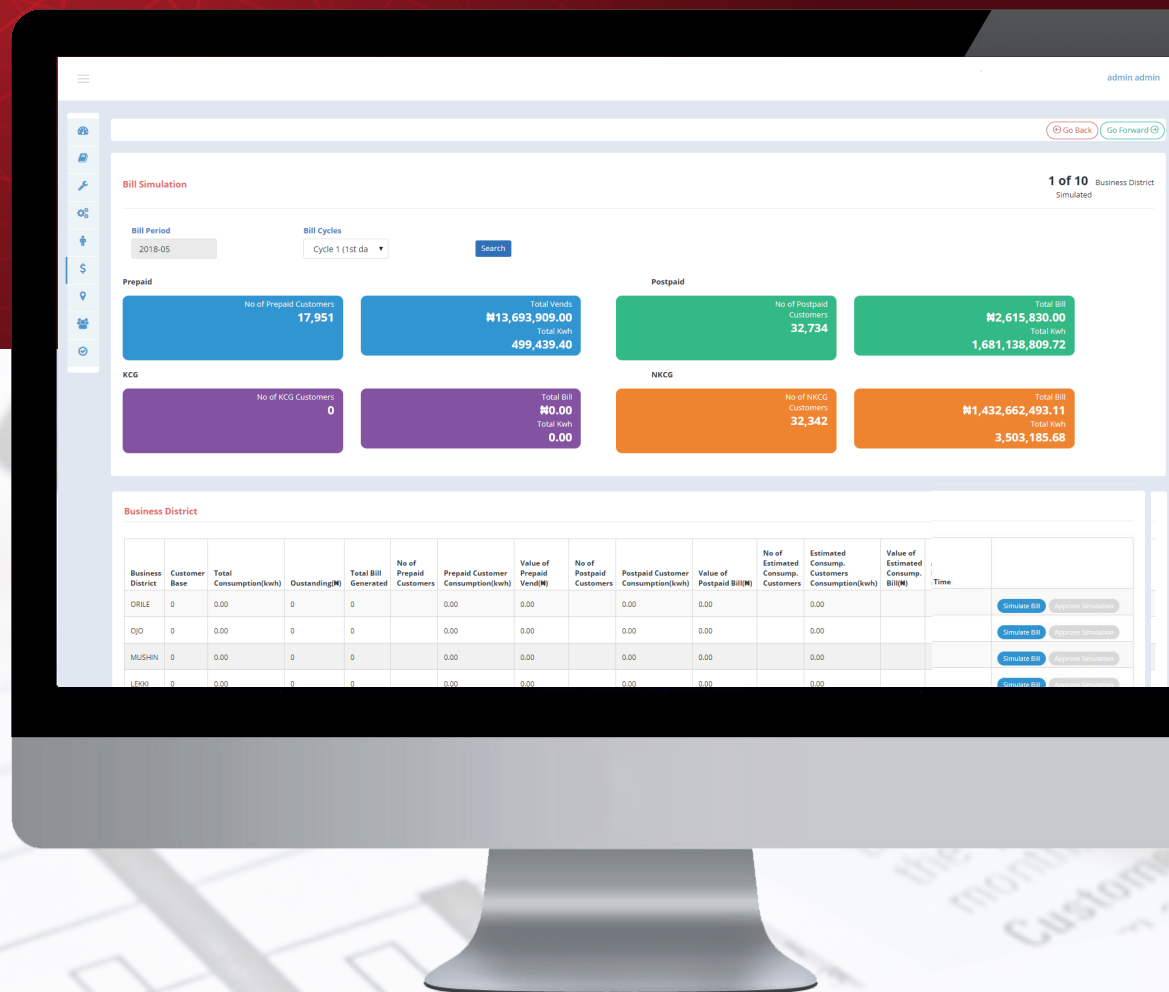 admin admin
Go Back Go Forward
Bill Simulation
1 of 10 Business District
Simulated
Bill Period Bill Cycles
2018-05 Cycle 1 (1st da Search
Prepaid Postpaid
No of Prepaid Customers
17,951
Total Vends
₦13,693,909.00
Total Kwh
499,439.40
No of Postpaid
Customers
32,734
Total Bill
₦2,615,830.00
Total Kwh
1,681,138,809.72
KCG NKCG
No of KCG Customers
0
Total Bill
₦0.00
Total Kwh
0.00
No of NKCG
Customers
32,342
Total Bill
₦1,432,662,493.11
Total Kwh
3,503,185.68
Business District
Business District Customer Base Total Consumption(kwh) Oustanding(₦) Total Bill Generated No of Prepaid Customers Prepaid Customer Consumption(kwh) Value of Prepaid Vend(₦) No of Postpaid Customers Postpaid Customer Consumption(kwh) Value of Postpaid Bill(₦) No of Estimated Consump. Customers Estimated Consump. Customers Consumption(kwh) Value of Estimated Consump. Bill(₦) Time
ORILE 0 0.00 0 0 0.00 0.00 0.00 0.00 0.00 Simulate Bill Approve Simulation
OJO 0 0.00 0 0 0.00 0.00 0.00 0.00 0.00 Simulate Bill Approve Simulation
MUSHIN 0 0.00 0 0 0.00 0.00 0.00 0.00 0.00 Simulate Bill Approve Simulation
LEKKI 0 0.00 0 0 0.00 0.00 0.00 0.00 0.00 Simulate Bill Approve Simulation
the
month
Custome